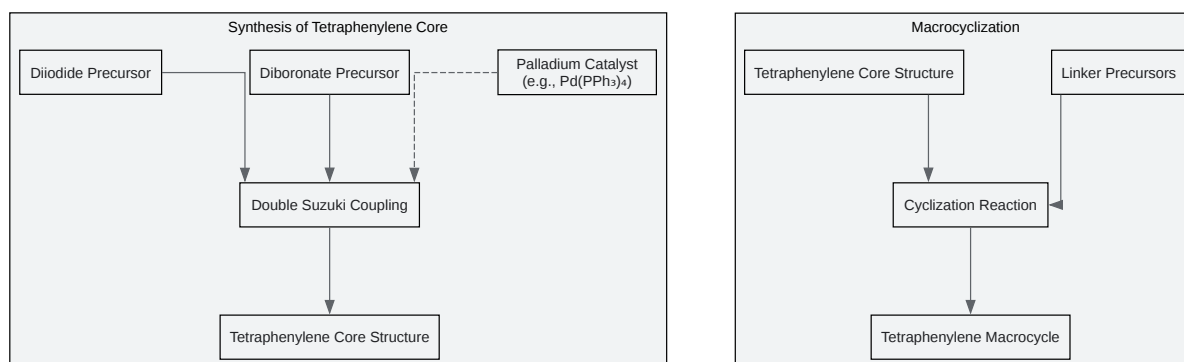 Synthesis of Tetraphenylene Core
Diiodide Precursor
Diboronate Precursor
Palladium Catalyst
(e.g., Pd(PPh₃)₄)
Double Suzuki Coupling
Tetraphenylene Core Structure
Macrocyclization
Tetraphenylene Core Structure
Linker Precursors
Cyclization Reaction
Tetraphenylene Macrocycle